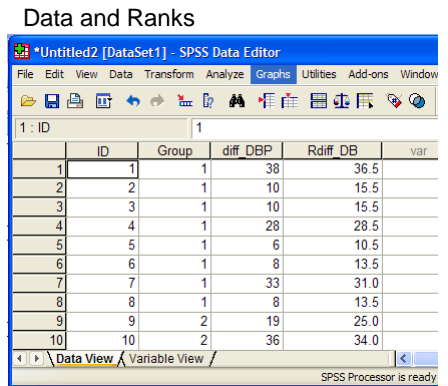 Data and Ranks
*Untitled2 [DataSet1] - SPSS Data Editor
File Edit View Data Transform Analyze Graphs Utilities Add-ons Window
1 : ID 1
ID Group diff_DBP Rdiff_DB var
1 1 1 38 36.5
2 2 1 10 15.5
3 3 1 10 15.5
4 4 1 28 28.5
5 5 1 6 10.5
6 6 1 8 13.5
7 7 1 33 31.0
8 8 1 8 13.5
9 9 2 19 25.0
10 10 2 36 34.0
Data View Variable View
SPSS Processor is ready